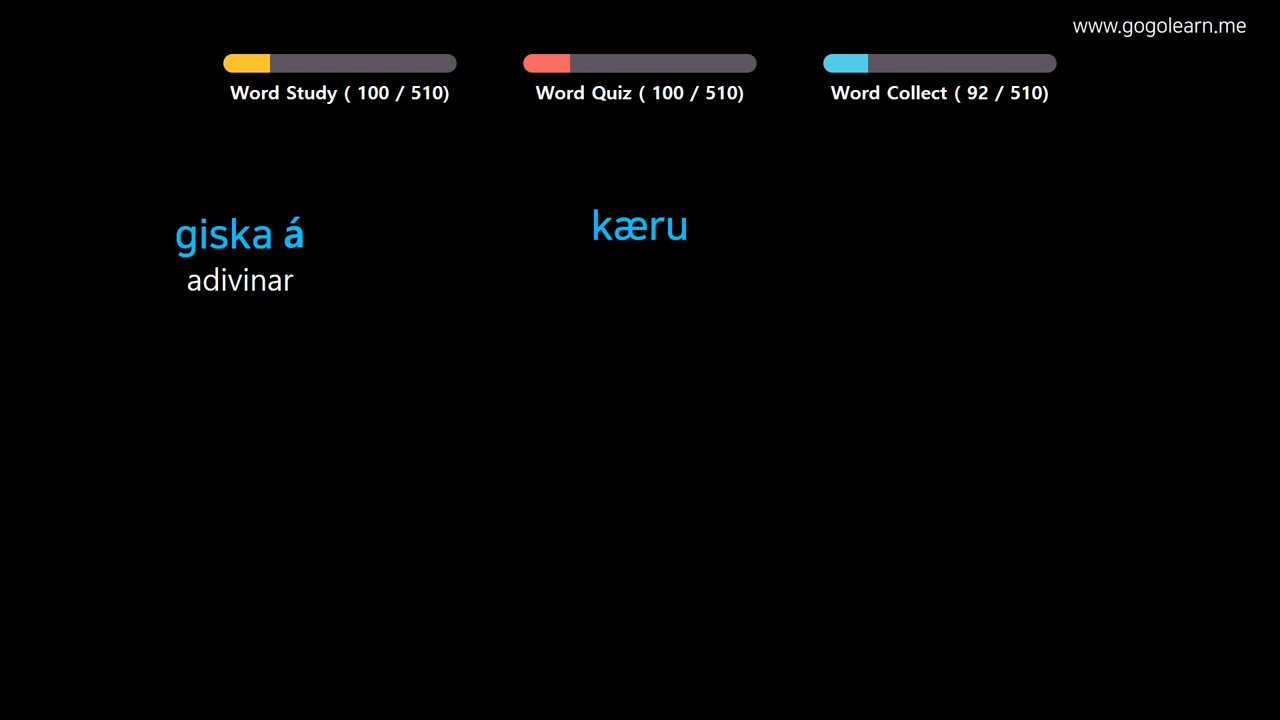 www.gogolearn.me
Word Study ( 100 / 510)
Word Quiz ( 100 / 510)
Word Collect ( 92 / 510)
giska á
adivinar
kæru